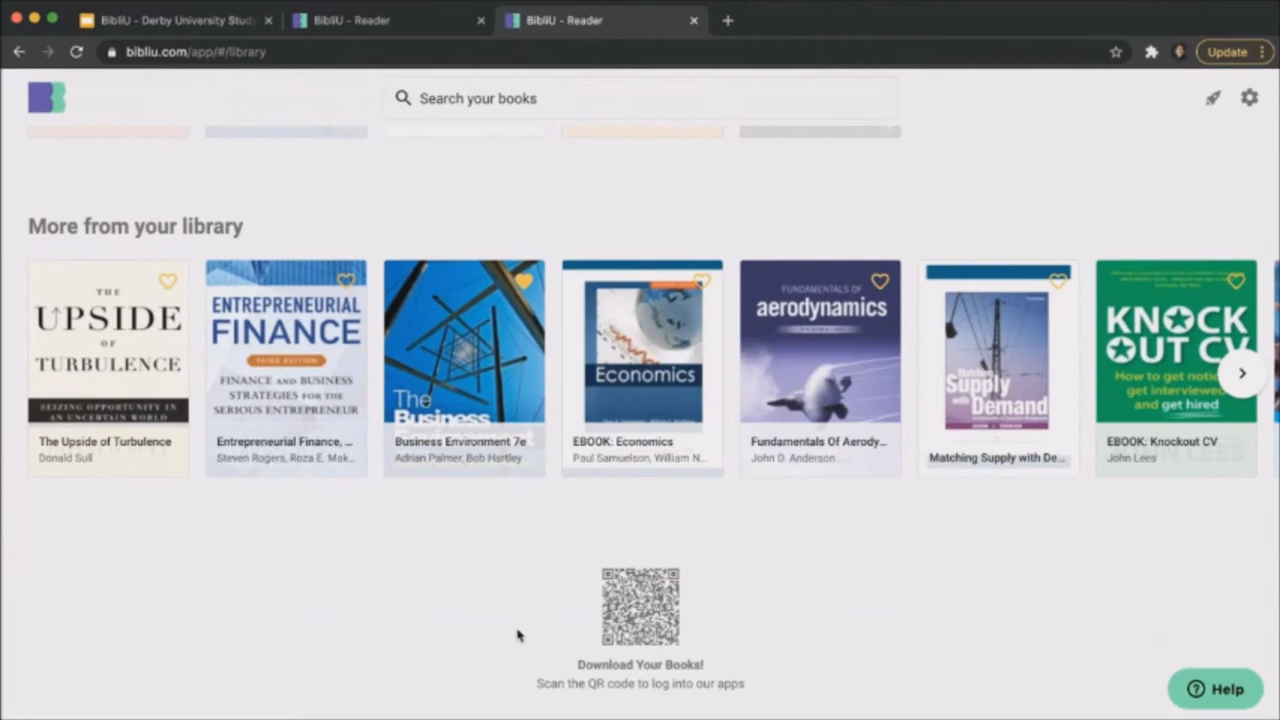 BibliU - Derby University Study
BibliU - Reader
BibliU - Reader
bibliu.com/app/#/library
Update
Search your books
More from your library
THE
UPSIDE
OF
TURBULENCE
SEIZING OPPORTUNITY IN
AN UNCERTAIN WORLD
The Upside of Turbulence
Donald Sull
ENTREPRENEURIAL
FINANCE
THIRD EDITION
FINANCE AND BUSINESS
STRATEGIES FOR THE
SERIOUS ENTREPRENEUR
Entrepreneurial Finance, ...
Steven Rogers, Roza E. Mak...
The
Business
Business Environment 7e
Adrian Palmer, Bob Hartley
Economics
EBOOK: Economics
Paul Samuelson, William N...
FUNDAMENTALS OF
aerodynamics
Fundamentals Of Aerody...
John D. Anderson
Matching
Supply
with Demand
Matching Supply with De...
KNOCK
OUT CV
How to get notic
get interviewed
and get hired
EBOOK: Knockout CV
John Lees
Download Your Books!
Scan the QR code to log into our apps
Help